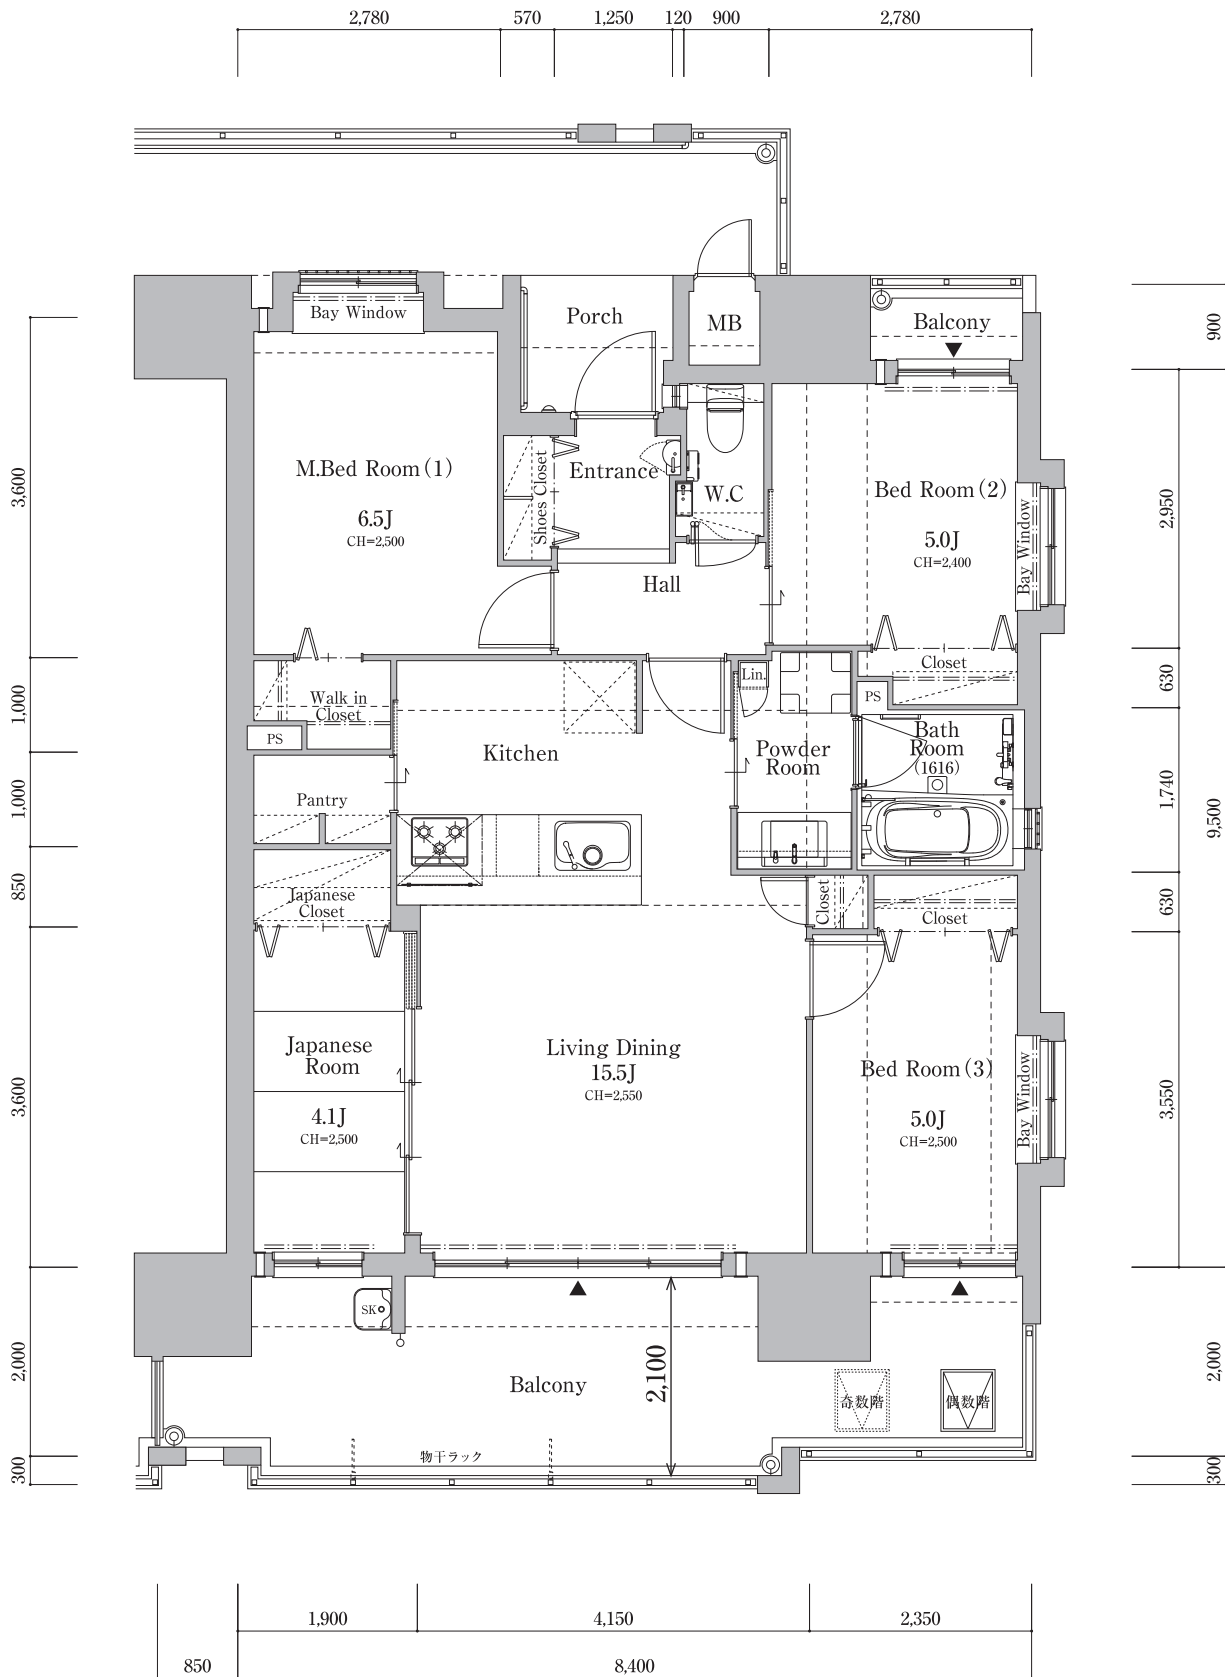 2,780
570
1,250
120
900
2,780
Bay Window
Porch
MB
Balcony
900
3,600
M.Bed Room (1)
6.5J
CH=2,500
Shoes Closet
Entrance
W.C
Bed Room (2)
5.0J
CH=2,400
Bay Window
2,950
Hall
1,000
Walk in
Closet
PS
Kitchen
Lin.
Powder
Room
PS
Closet
Bath
Room
(1616)
630
1,740
9,500
1,000
Pantry
850
Japanese
Closet
Closet
Closet
630
3,600
Japanese
Room
4.1J
CH=2,500
Living Dining
15.5J
CH=2,550
Bed Room (3)
5.0J
CH=2,500
Bay Window
3,550
SK
2,000
Balcony
2,100
奇数階
偶数階
2,000
物干ラック
300
300
1,900
4,150
2,350
850
8,400